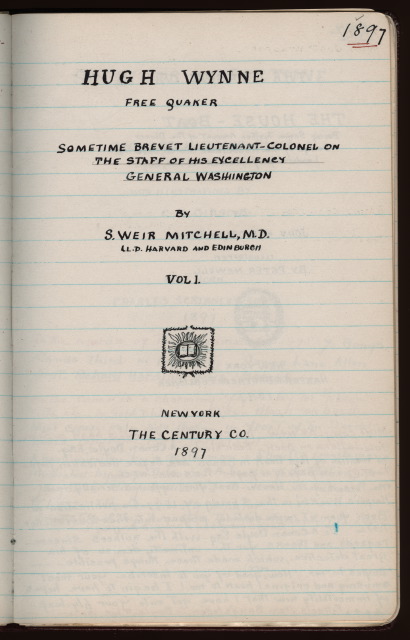 1897
HUGH WYNNE
FREE QUAKER
SOMETIME BREVET LIEUTENANT-COLONEL ON
THE STAFF OF HIS EXCELLENCY
GENERAL WASHINGTON
BY
S. WEIR MITCHELL, M.D.
LL.D. HARVARD AND EDINBURGH
VOL I.
NEW YORK
THE CENTURY CO.
1897